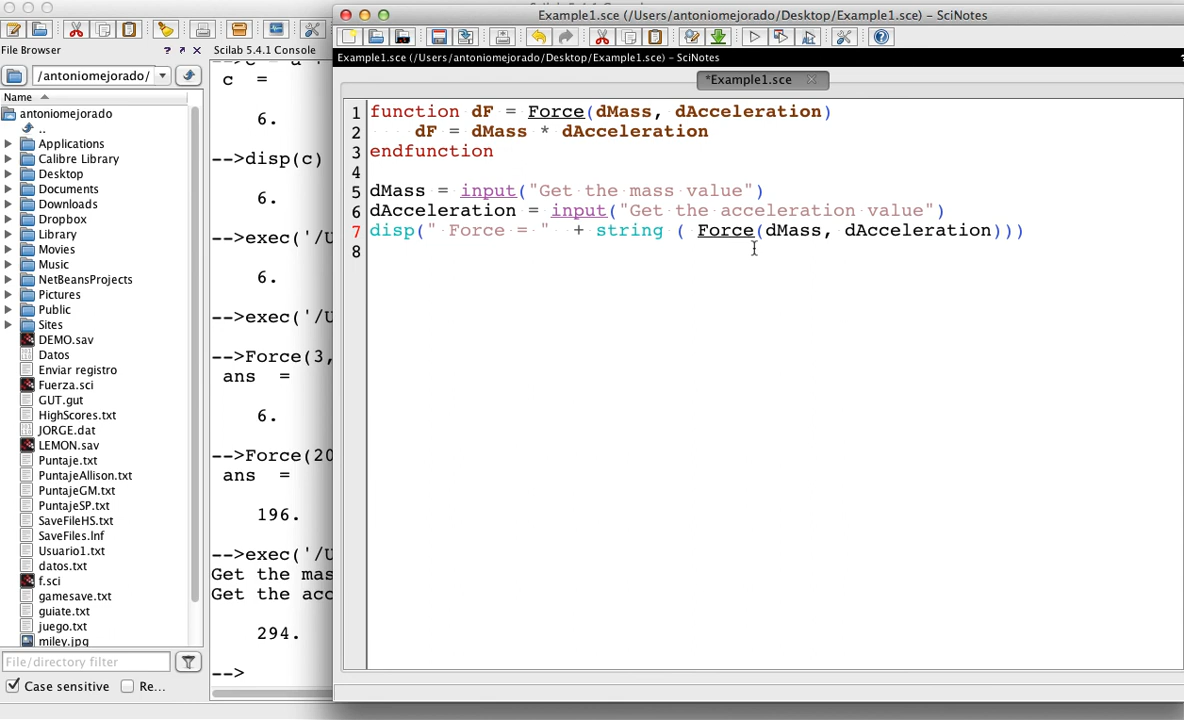 Example1.sce (/Users/antoniomejorado/Desktop/Example1.sce) - SciNotes
File Browser
Scilab 5.4.1 Console
Example1.sce (/Users/antoniomejorado/Desktop/Example1.sce) - SciNotes
/antoniomejorado/
*Example1.sce
Name
antoniomejorado
..
Applications
Calibre Library
Desktop
Documents
Downloads
Dropbox
Library
Movies
Music
NetBeansProjects
Pictures
Public
Sites
DEMO.sav
Datos
Enviar registro
Fuerza.sci
GUT.gut
HighScores.txt
JORGE.dat
LEMON.sav
Puntaje.txt
PuntajeAllison.txt
PuntajeGM.txt
PuntajeSP.txt
SaveFileHS.txt
SaveFiles.Inf
Usuario1.txt
datos.txt
f.sci
gamesave.txt
guiate.txt
juego.txt
miley.jpg
File/directory filter
Case sensitive
Re...
c =
6.
-->disp(c)
6.
-->exec('/U
6.
-->exec('/U
-->Force(3,
ans =
6.
-->Force(20
ans =
196.
-->exec('/U
Get the mas
Get the acc
294.
-->
1 function dF = Force(dMass, dAcceleration)
2 dF = dMass * dAcceleration
3 endfunction
4
5 dMass = input("Get the mass value")
6 dAcceleration = input("Get the acceleration value")
7 disp(" Force = " + string ( Force(dMass, dAcceleration)))
8